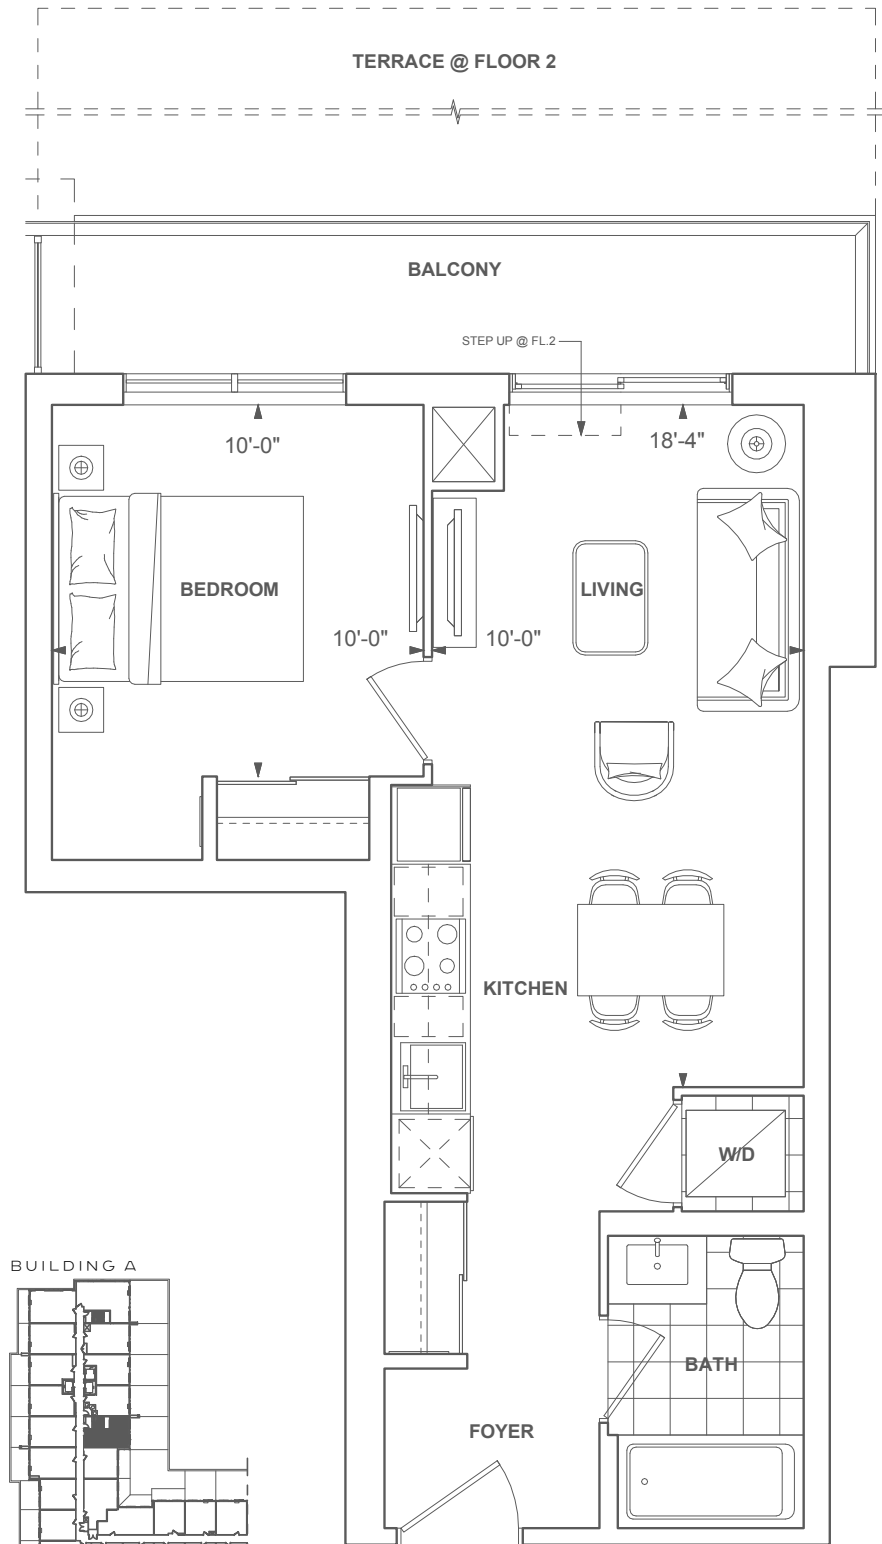 TERRACE @ FLOOR 2
BALCONY
STEP UP @ FL.2
10'-0"
18'-4"
BEDROOM
LIVING
10'-0"
10'-0"
KITCHEN
W/D
BUILDING A
BATH
FOYER